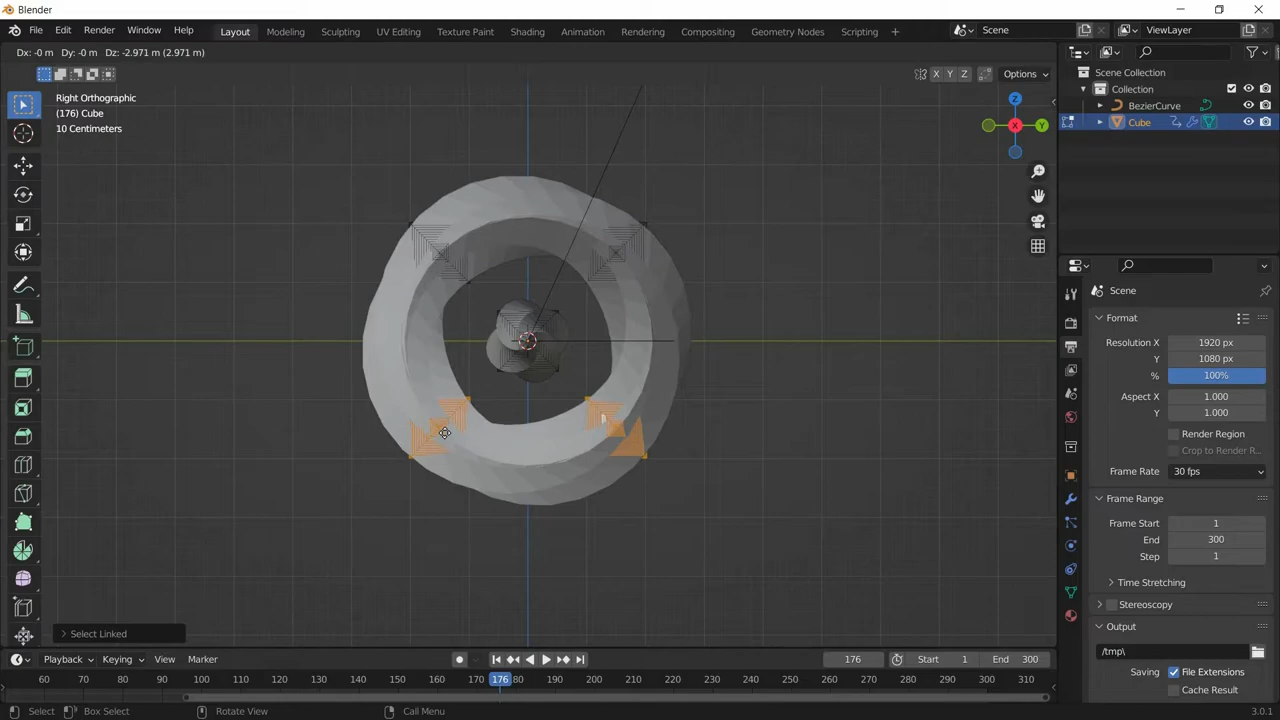 Blender
File Edit Render Window Help
Layout Modeling Sculpting UV Editing Texture Paint Shading Animation Rendering Compositing Geometry Nodes Scripting +
Scene
ViewLayer
Dx: -0 m Dy: -0 m Dz: -2.971 m (2.971 m)
X Y Z
Options
Right Orthographic
(176) Cube
10 Centimeters
Z
X
Y
Select Linked
Scene Collection
Collection
BezierCurve
Cube
Scene
Format
Resolution X 1920 px
Y 1080 px
% 100%
Aspect X 1.000
Y 1.000
Render Region
Crop to Render R...
Frame Rate 30 fps
Frame Range
Frame Start 1
End 300
Step 1
Time Stretching
Stereoscopy
Output
/tmp\
Saving File Extensions
Cache Result
Playback Keying View Marker
176
Start 1
End 300
60 70 80 90 100 110 120 130 140 150 160 170 176 180 190 200 210 220 230 240 250 260 270 280 290 300 310
Select Box Select Rotate View Call Menu
3.0.1